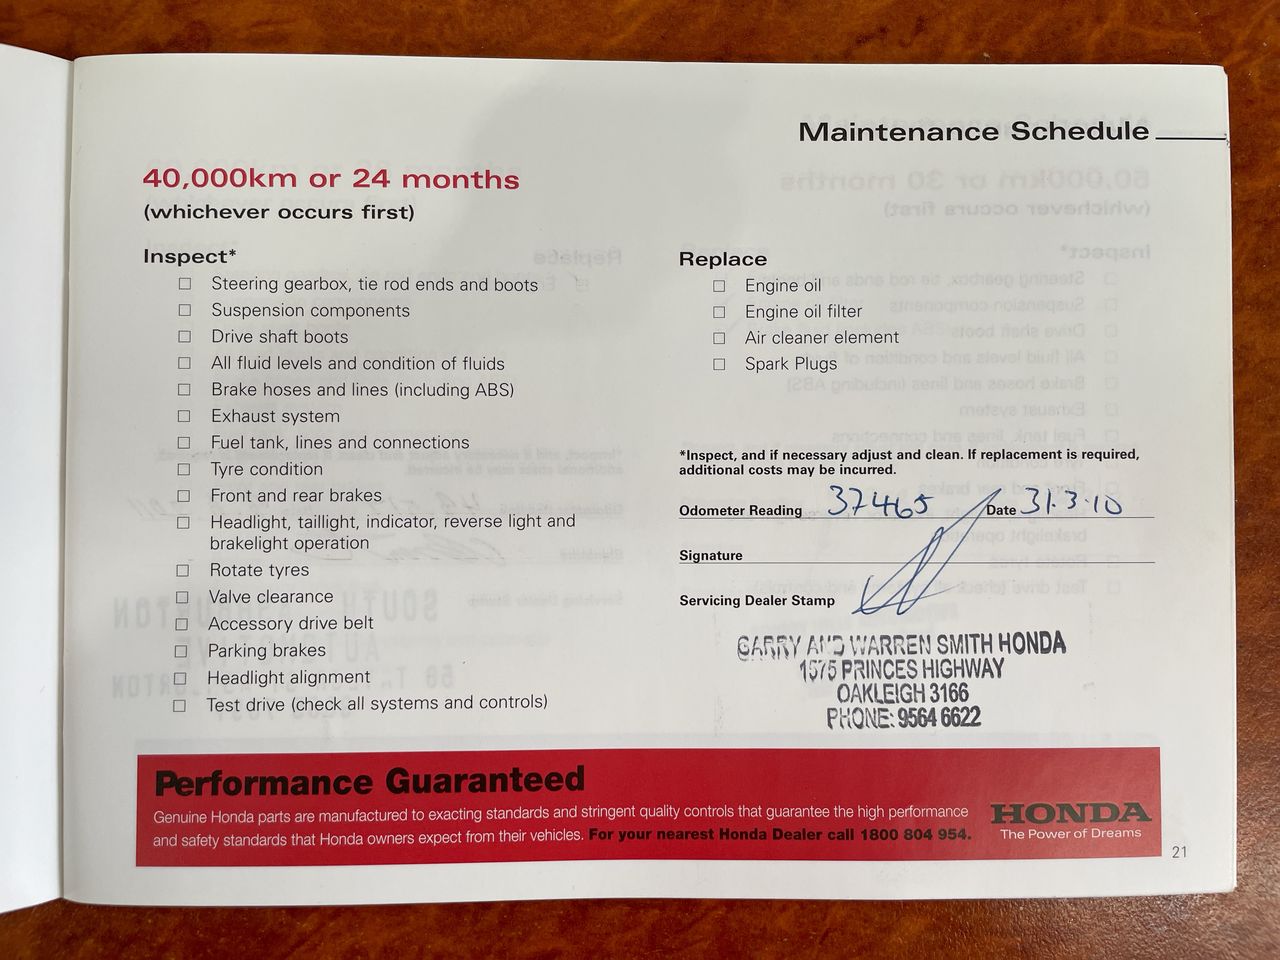 Maintenance Schedule
40,000km or 24 months
(whichever occurs first)
Inspect*
☐ Steering gearbox, tie rod ends and boots
☐ Suspension components
☐ Drive shaft boots
☐ All fluid levels and condition of fluids
☐ Brake hoses and lines (including ABS)
☐ Exhaust system
☐ Fuel tank, lines and connections
☐ Tyre condition
☐ Front and rear brakes
☐ Headlight, taillight, indicator, reverse light and
brakelight operation
☐ Rotate tyres
☐ Valve clearance
☐ Accessory drive belt
☐ Parking brakes
☐ Headlight alignment
☐ Test drive (check all systems and controls)
Replace
☐ Engine oil
☐ Engine oil filter
☐ Air cleaner element
☐ Spark Plugs
*Inspect, and if necessary adjust and clean. If replacement is required,
additional costs may be incurred.
Odometer Reading 37465 Date 31.3.10
Signature
Servicing Dealer Stamp
GARRY AND WARREN SMITH HONDA
1575 PRINCES HIGHWAY
OAKLEIGH 3166
PHONE: 9564 6622
Performance Guaranteed
Genuine Honda parts are manufactured to exacting standards and stringent quality controls that guarantee the high performance
and safety standards that Honda owners expect from their vehicles. For your nearest Honda Dealer call 1800 804 954.
HONDA
The Power of Dreams
21